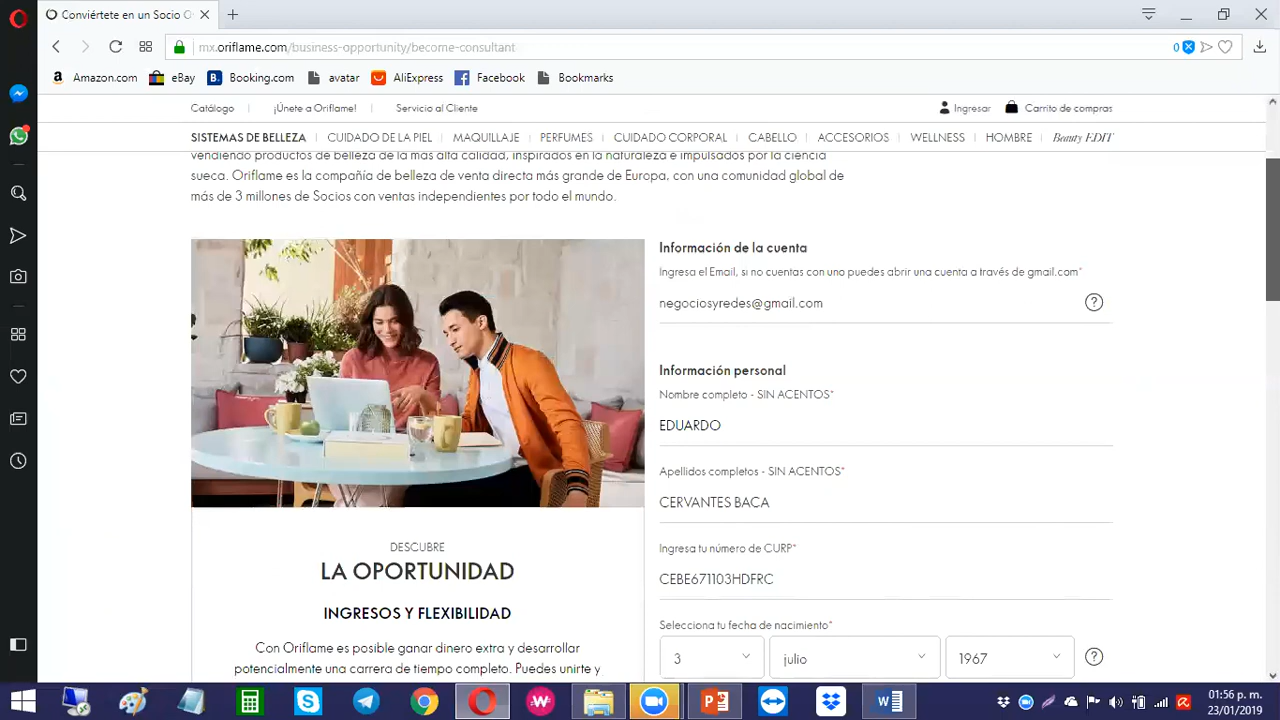 Conviértete en un Socio O
mx.oriflame.com/business-opportunity/become-consultant
0
Amazon.com eBay Booking.com avatar AliExpress Facebook Bookmarks
Catálogo ¡Únete a Oriflame! Servicio al Cliente Ingresar Carrito de compras
SISTEMAS DE BELLEZA CUIDADO DE LA PIEL MAQUILLAJE PERFUMES CUIDADO CORPORAL CABELLO ACCESORIOS WELLNESS HOMBRE Beauty EDIT
vendiendo productos de belleza de la más alta calidad, inspirados en la naturaleza e impulsados por la ciencia
sueca. Oriflame es la compañía de belleza de venta directa más grande de Europa, con una comunidad global de
más de 3 millones de Socios con ventas independientes por todo el mundo.
Información de la cuenta
Ingresa el Email, si no cuentas con uno puedes abrir una cuenta a través de gmail.com*
negociosyredes@gmail.com
Información personal
Nombre completo - SIN ACENTOS*
EDUARDO
Apellidos completos - SIN ACENTOS*
CERVANTES BACA
Ingresa tu número de CURP*
CEBE671103HDFRC
Selecciona tu fecha de nacimiento*
3 julio 1967
DESCUBRE
LA OPORTUNIDAD
INGRESOS Y FLEXIBILIDAD
Con Oriflame es posible ganar dinero extra y desarrollar
potencialmente una carrera de tiempo completo. Puedes unirte y
01:56 p. m.
23/01/2019